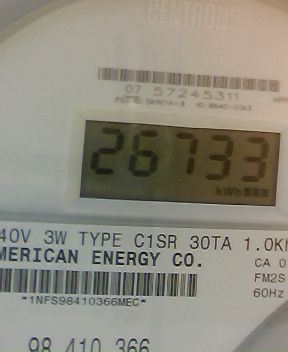 CENTRON
07 57245311
26733
kWh
40V 3W TYPE C1SR 30TA 1.0K
MERICAN ENERGY CO.
CA 0
FM2S
60Hz
*1NFS98410366MEC*
98 410 366